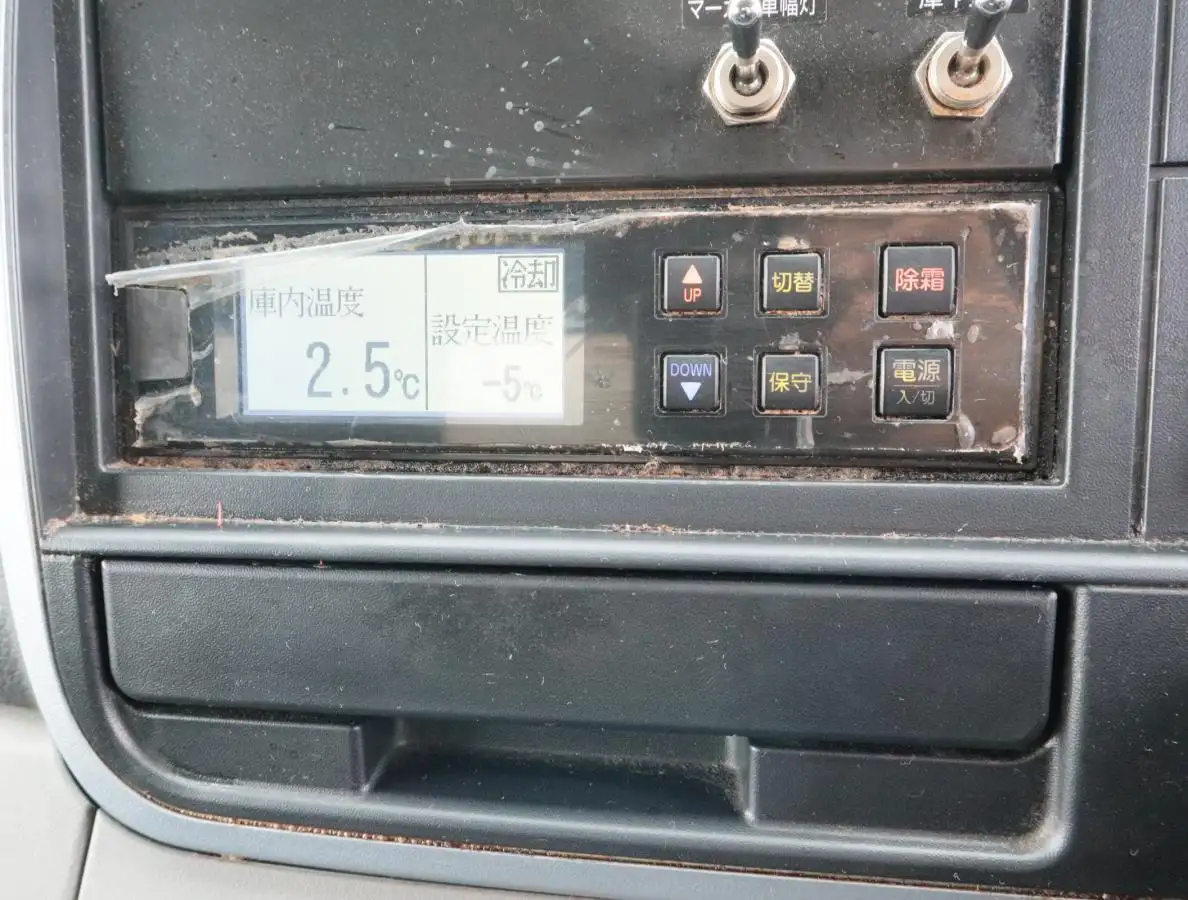 車幅灯
冷却
庫内温度
設定温度
2.5℃
-5℃
UP
切替
除霜
DOWN
保守
電源
入/切